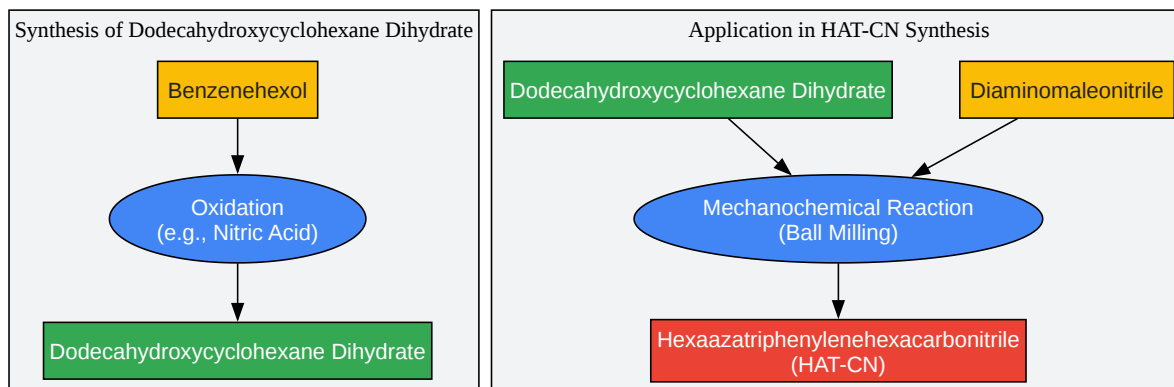 Synthesis of Dodecahydroxycyclohexane Dihydrate
Benzenehexol
Oxidation
(e.g., Nitric Acid)
Dodecahydroxycyclohexane Dihydrate
Application in HAT-CN Synthesis
Dodecahydroxycyclohexane Dihydrate
Diaminomaleonitrile
Mechanochemical Reaction
(Ball Milling)
Hexaazatriphenylenehexacarbonitrile
(HAT-CN)